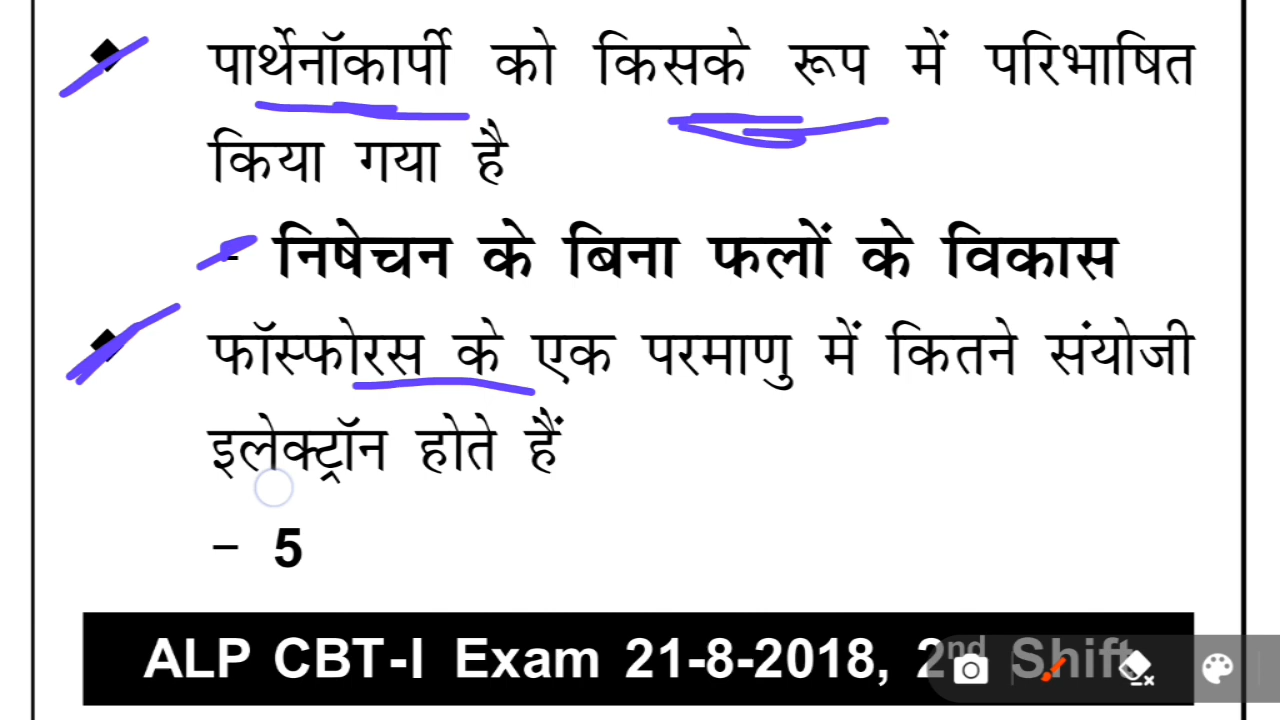 पार्थेनॉकार्पी को किसके रूप में परिभाषित
किया गया है
- निषेचन के बिना फलों के विकास
फॉस्फोरस के एक परमाणु में कितने संयोजी
इलेक्ट्रॉन होते हैं
– 5
ALP CBT-I Exam 21-8-2018, 2nd Shift